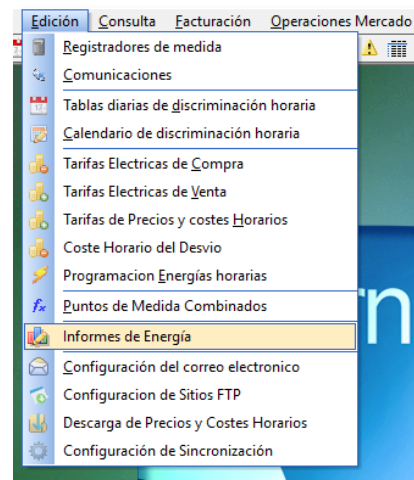 Edición Consulta Facturación Operaciones Mercado
Registradores de medida
Comunicaciones
Tablas diarias de discriminación horaria
Calendario de discriminación horaria
Tarifas Electricas de Compra
Tarifas Electricas de Venta
Tarifas de Precios y costes Horarios
Coste Horario del Desvio
Programacion Energías horarias
fx Puntos de Medida Combinados
Informes de Energía
Configuración del correo electronico
Configuracion de Sitios FTP
Descarga de Precios y Costes Horarios
Configuración de Sincronización